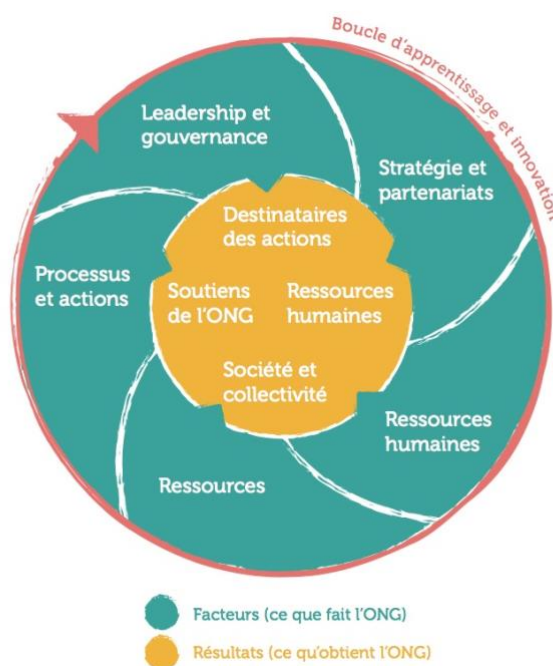 Boucle d'apprentissage et innovation
Leadership et
gouvernance
Stratégie et
partenariats
Destinataires
des actions
Processus
et actions
Soutiens
de l'ONG
Ressources
humaines
Société et
collectivité
Ressources
humaines
Ressources
Facteurs (ce que fait l'ONG)
Résultats (ce qu'obtient l'ONG)